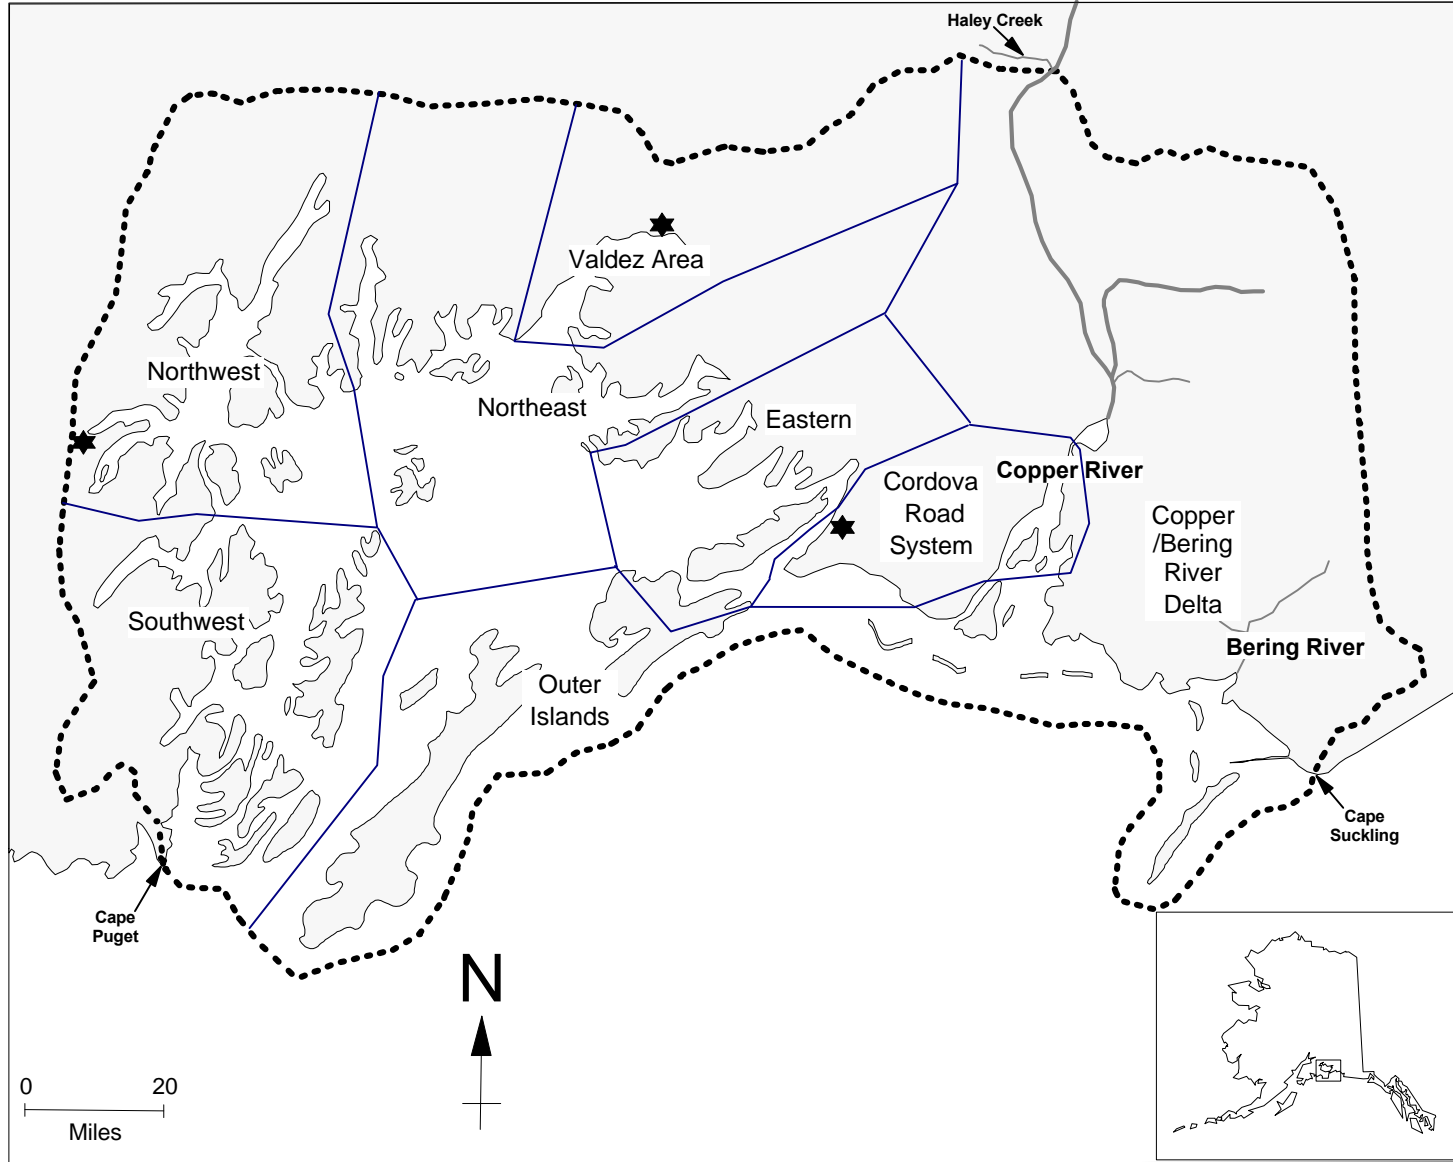 Haley Creek
Valdez Area
Northwest
Northeast
Eastern
Copper River
Cordova
Road
System
Copper
/Bering
River
Delta
Southwest
Bering River
Outer
Islands
Cape
Suckling
Cape
Puget
N
0 20
Miles